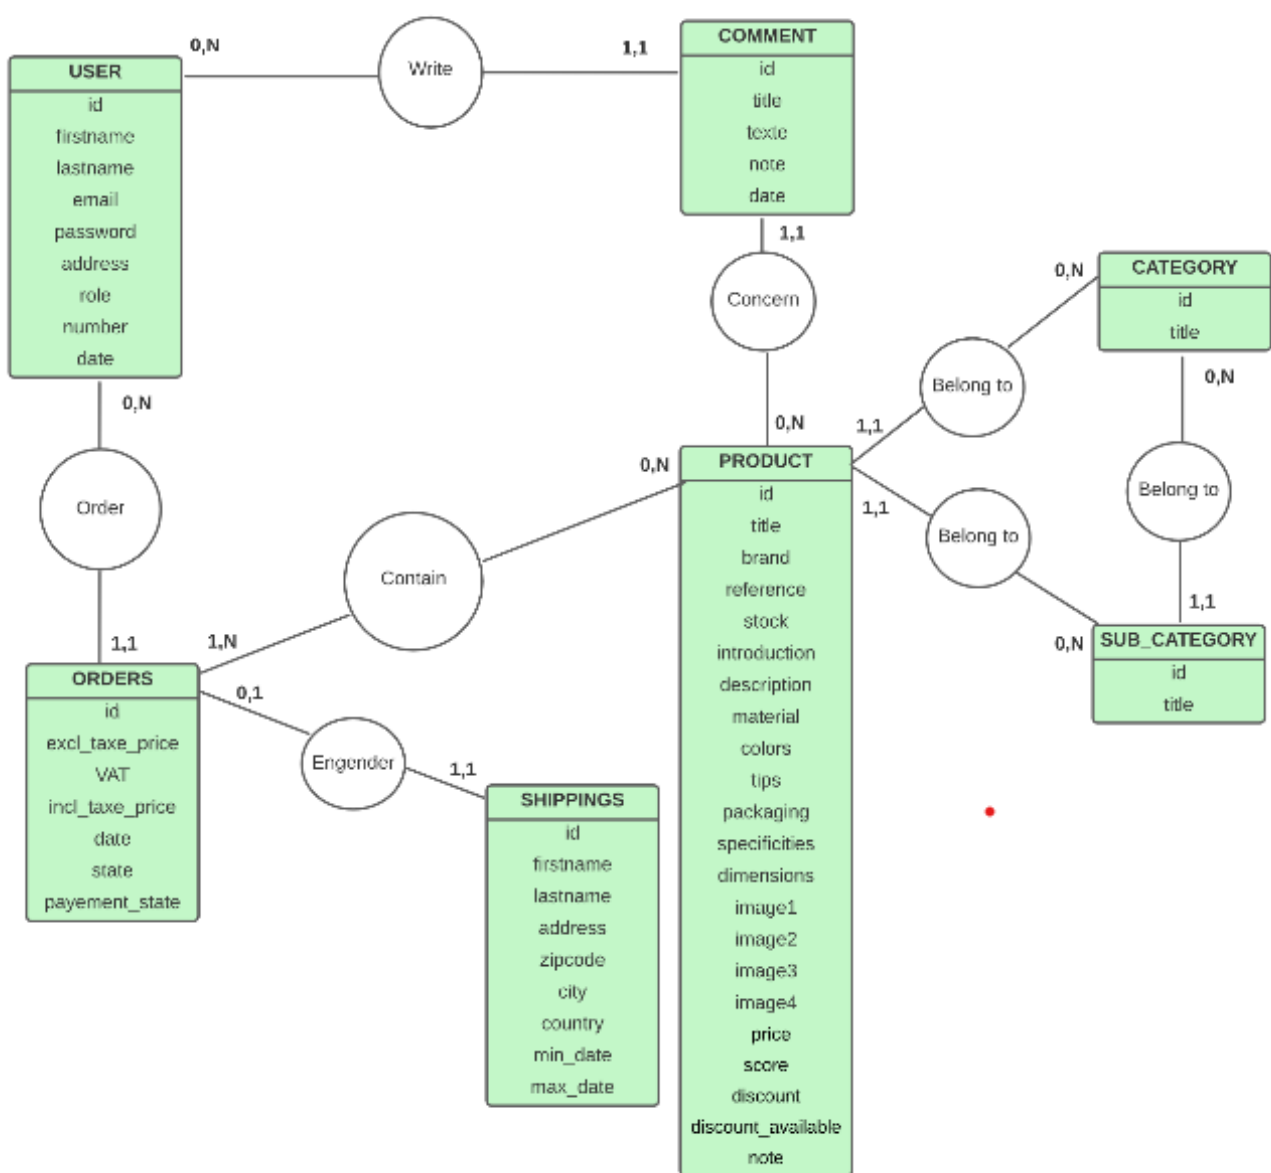 0,N
Write
1,1
USER
id
firstname
lastname
email
password
address
role
number
date
COMMENT
id
title
texte
note
date
1,1
Concern
0,N
0,N
CATEGORY
id
title
0,N
Belong to
1,1
Belong to
1,1
SUB_CATEGORY
id
title
1,1
Belong to
0,N
0,N
Order
1,1
0,N
Contain
1,N
PRODUCT
id
title
brand
reference
stock
introduction
description
material
colors
tips
packaging
specificities
dimensions
image1
image2
image3
image4
price
score
discount
discount_available
note
ORDERS
id
excl_taxe_price
VAT
incl_taxe_price
date
state
payement_state
0,1
Engender
1,1
SHIPPINGS
id
firstname
lastname
address
zipcode
city
country
min_date
max_date